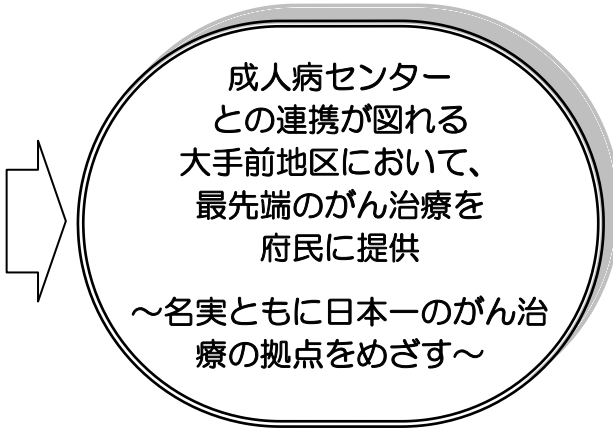 成人病センター
との連携が図れる
大手前地区において、
最先端のがん治療を
府民に提供
～名実ともに日本一のがん治
療の拠点をめざす～